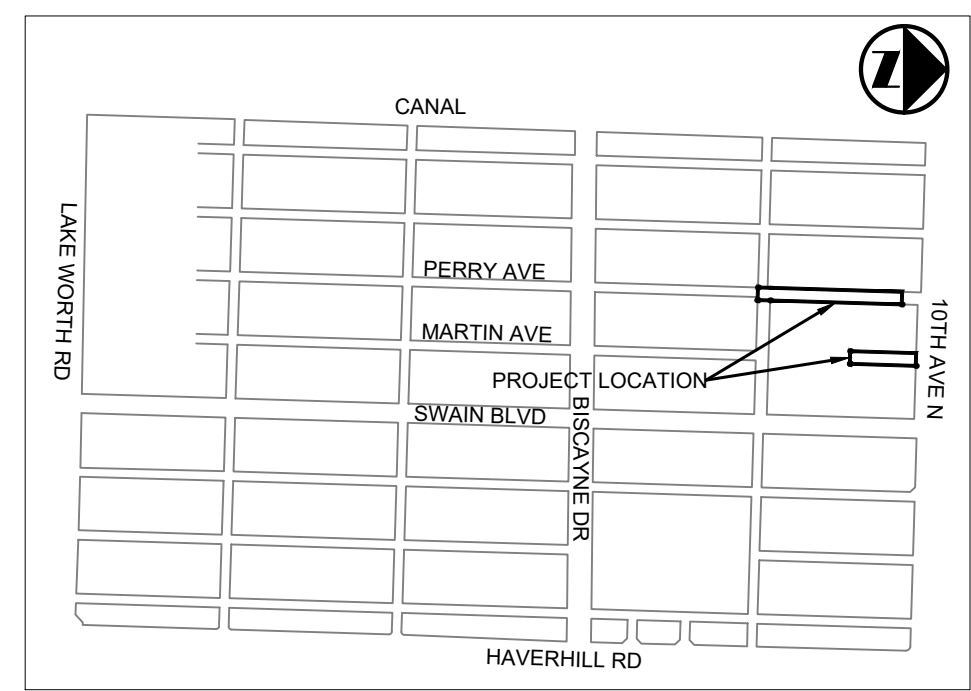 N
CANAL
LAKE WORTH RD
PERRY AVE
10TH AVE N
MARTIN AVE
PROJECT LOCATION
SWAIN BLVD
BISCAYNE DR
HAVERHILL RD